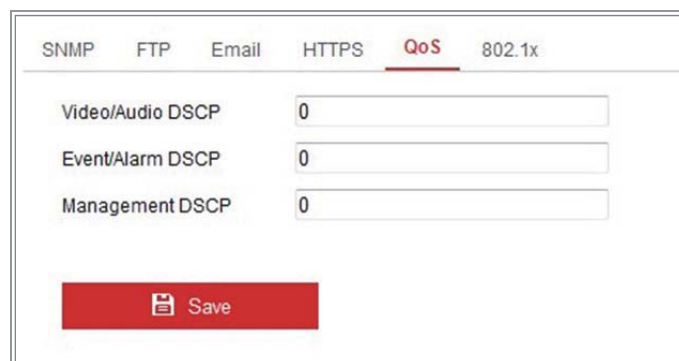 SNMP FTP Email HTTPS QoS 802.1x
Video/Audio DSCP 0
Event/Alarm DSCP 0
Management DSCP 0
Save